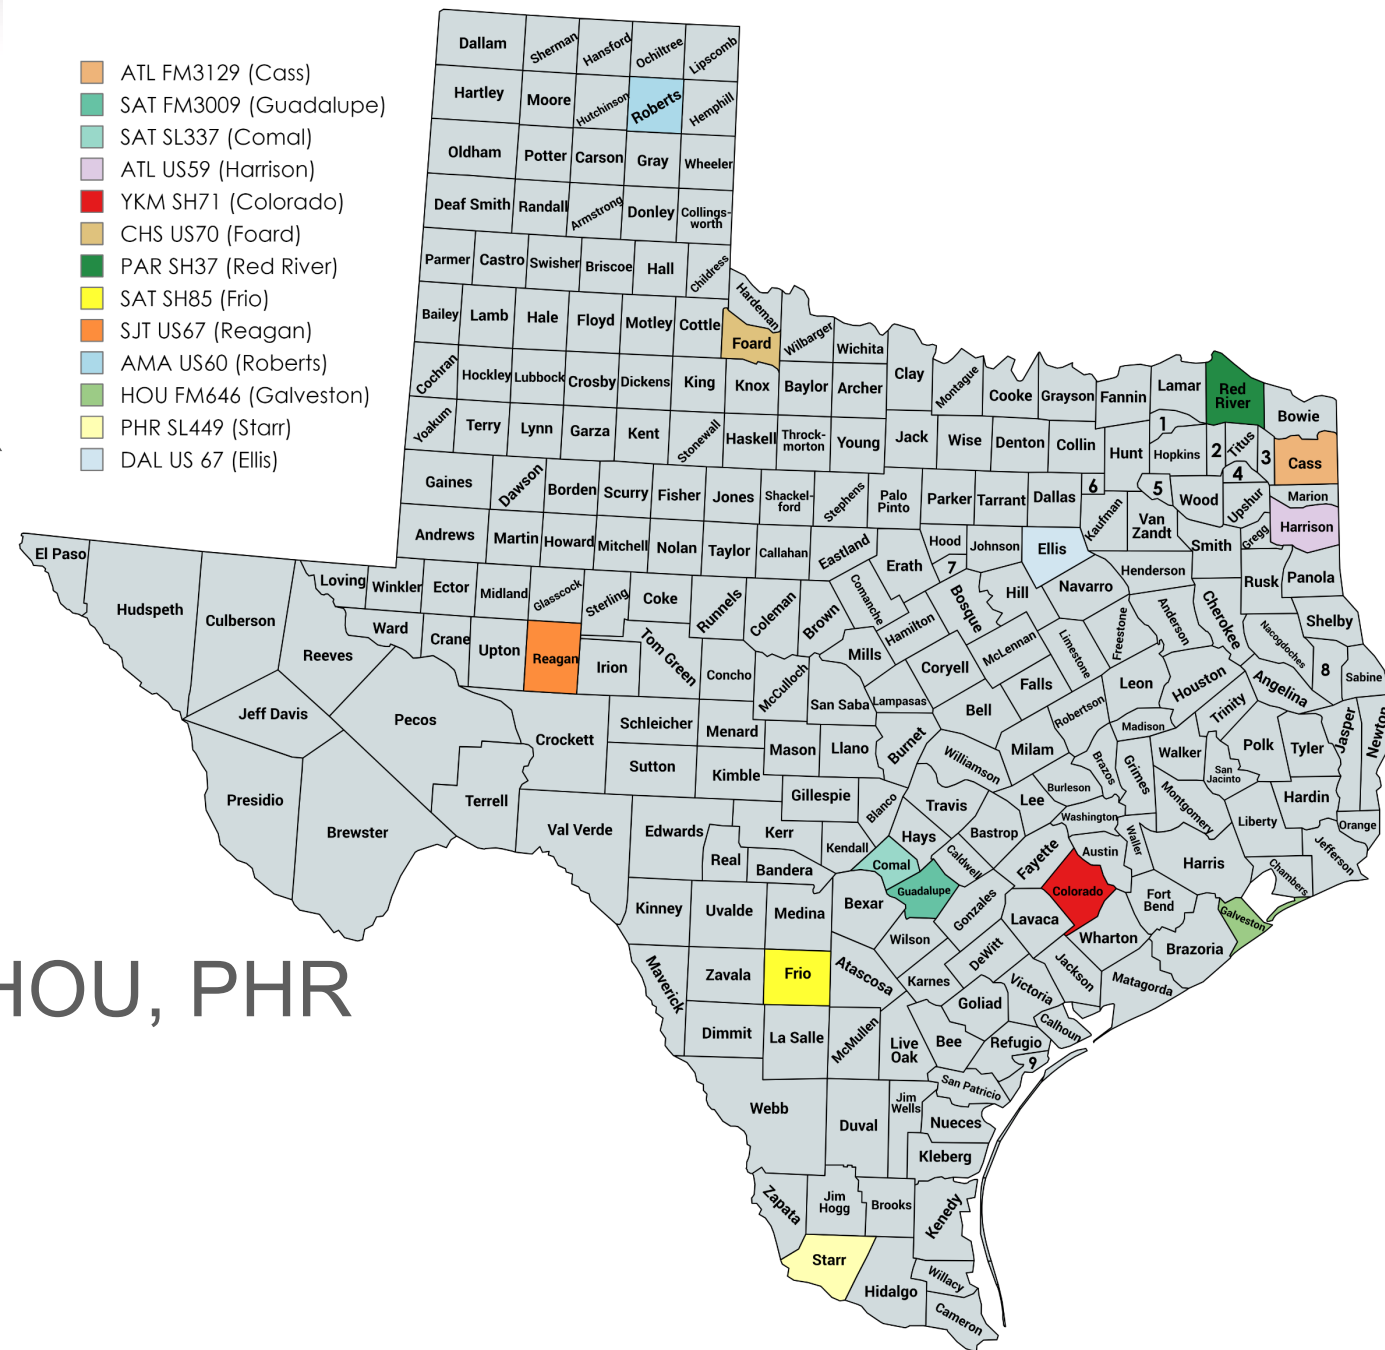 ATL FM3129 (Cass)
SAT FM3009 (Guadalupe)
SAT SL337 (Comal)
ATL US59 (Harrison)
YKM SH71 (Colorado)
CHS US70 (Foard)
PAR SH37 (Red River)
SAT SH85 (Frio)
SJT US67 (Reagan)
AMA US60 (Roberts)
HOU FM646 (Galveston)
PHR SL449 (Starr)
DAL US 67 (Ellis)
HOU, PHR
Dallam
Sherman
Hansford
Ochiltree
Lipscomb
Hartley
Moore
Hutchinson
Roberts
Hemphill
Oldham
Potter
Carson
Gray
Wheeler
Deaf Smith
Randall
Armstrong
Donley
Collings-
worth
Parmer
Castro
Swisher
Briscoe
Hall
Childress
Hardeman
Bailey
Lamb
Hale
Floyd
Motley
Cottle
Foard
Wilbarger
Wichita
Cochran
Hockley
Lubbock
Crosby
Dickens
King
Knox
Baylor
Archer
Clay
Montague
Cooke
Grayson
Fannin
Lamar
Red
River
Bowie
Yoakum
Terry
Lynn
Garza
Kent
Stonewall
Haskell
Throck-
morton
Young
Jack
Wise
Denton
Collin
Hunt
1
Hopkins
2
Titus
3
4
Cass
Gaines
Dawson
Borden
Scurry
Fisher
Jones
Shackel-
ford
Stephens
Palo
Pinto
Parker
Tarrant
Dallas
6
Kaufman
5
Wood
Upshur
Marion
Van
Zandt
Harrison
Andrews
Martin
Howard
Mitchell
Nolan
Taylor
Callahan
Eastland
Erath
Hood
7
Johnson
Ellis
Smith
Gregg
Henderson
Rusk
Panola
El Paso
Hudspeth
Culberson
Loving
Winkler
Ector
Midland
Glasscock
Sterling
Coke
Runnels
Coleman
Brown
Comanche
Hamilton
Bosque
Hill
Navarro
Freestone
Anderson
Cherokee
Nacogdoches
Shelby
Reeves
Ward
Crane
Upton
Reagan
Irion
Tom Green
Concho
McCulloch
San Saba
Mills
Lampasas
Coryell
McLennan
Limestone
Falls
Leon
Houston
Angelina
8
Sabine
Jeff Davis
Pecos
Crockett
Schleicher
Menard
Mason
Llano
Burnet
Bell
Milam
Robertson
Madison
Trinity
Polk
Tyler
Jasper
Newton
Presidio
Brewster
Terrell
Sutton
Kimble
Gillespie
Blanco
Williamson
Travis
Lee
Burleson
Brazos
Grimes
Walker
San
Jacinto
Montgomery
Hardin
Liberty
Orange
Jefferson
Val Verde
Edwards
Kerr
Real
Bandera
Kendall
Hays
Comal
Caldwell
Bastrop
Fayette
Washington
Austin
Waller
Harris
Chambers
Kinney
Uvalde
Medina
Bexar
Guadalupe
Gonzales
Lavaca
Colorado
Fort
Bend
Galveston
Maverick
Zavala
Frio
Atascosa
Wilson
Karnes
DeWitt
Wharton
Brazoria
Jackson
Matagorda
Victoria
Goliad
Calhoun
Dimmit
La Salle
McMullen
Live
Oak
Bee
Refugio
9
San Patricio
Webb
Duval
Jim
Wells
Nueces
Kleberg
Zapata
Jim
Hogg
Brooks
Kenedy
Starr
Hidalgo
Willacy
Cameron